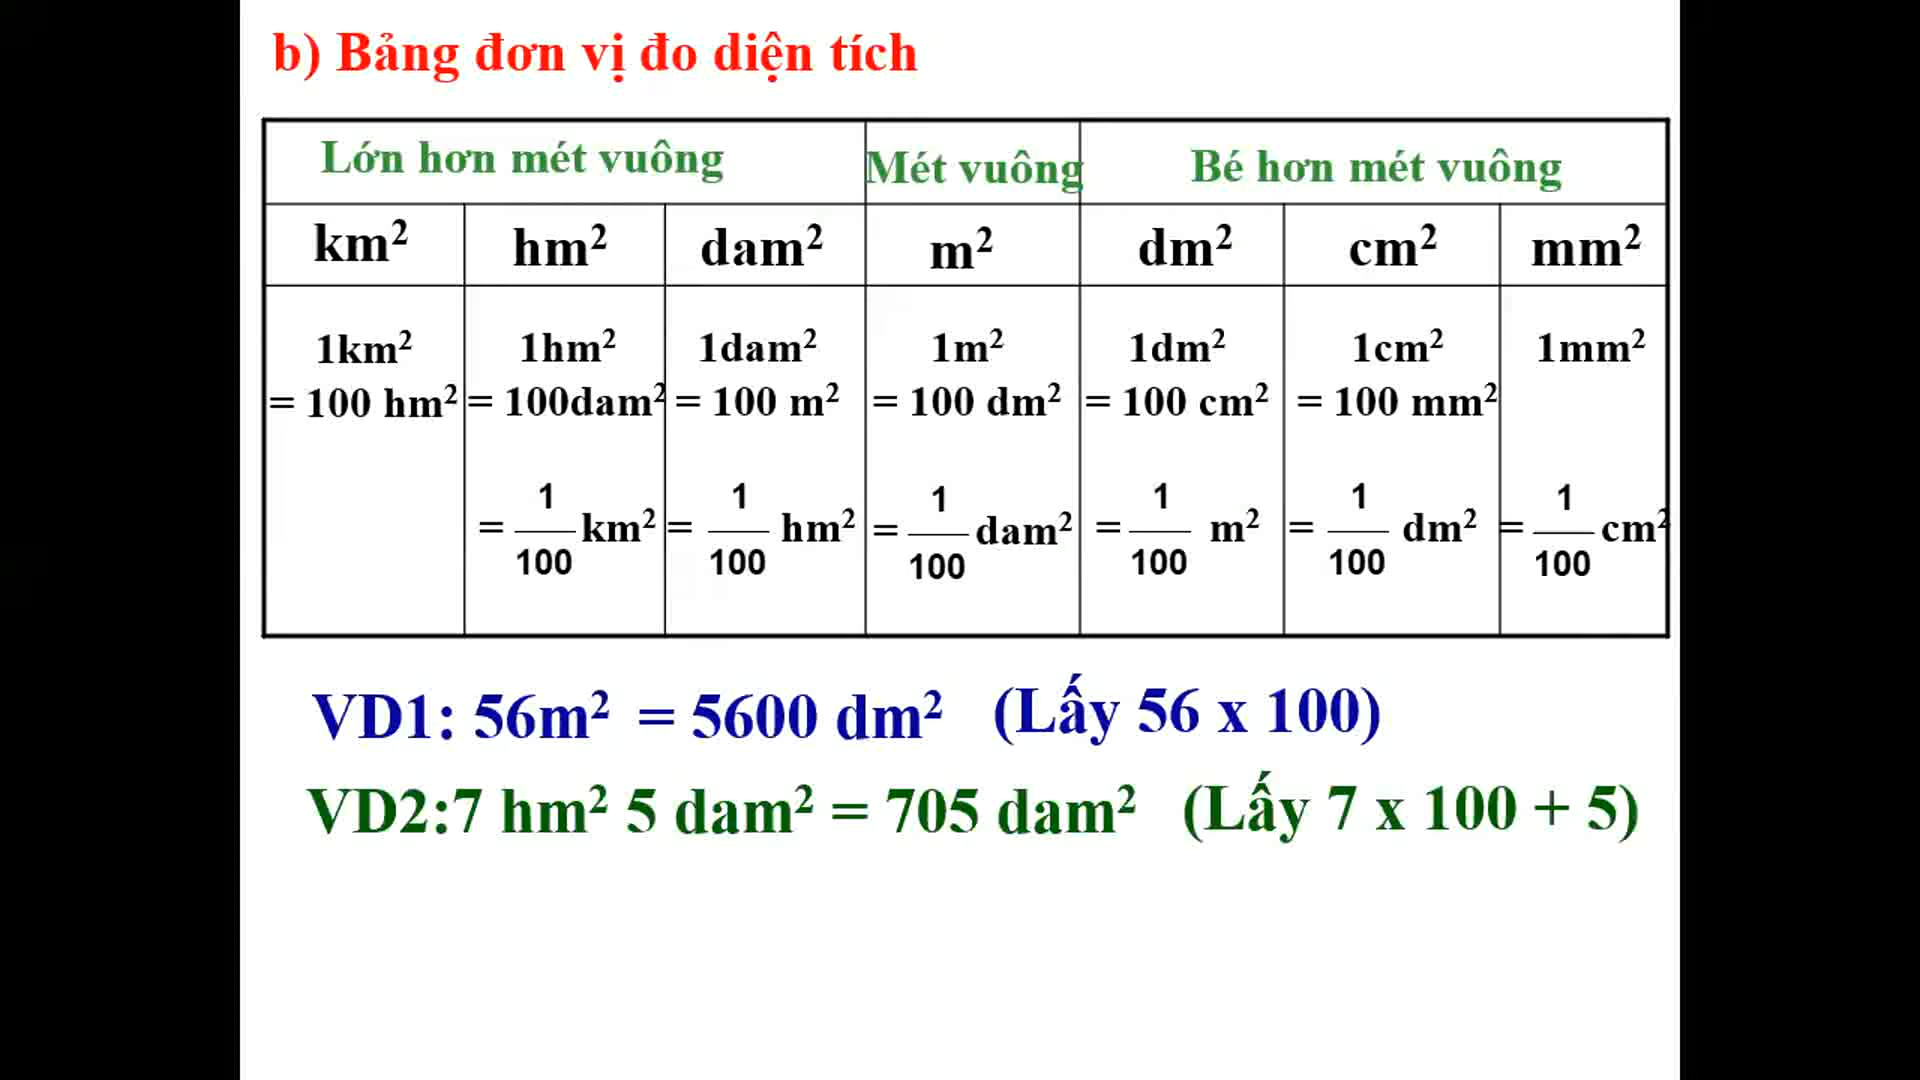 b) Bảng đơn vị đo diện tích
Lớn hơn mét vuông Mét vuông Bé hơn mét vuông
km² hm² dam² m² dm² cm² mm²
1km² 1hm² 1dam² 1m² 1dm² 1cm² 1mm²
= 100 hm² = 100dam² = 100 m² = 100 dm² = 100 cm² = 100 mm²
= 1/100 km² = 1/100 hm² = 1/100 dam² = 1/100 m² = 1/100 dm² = 1/100 cm²
VD1: 56m² = 5600 dm² (Lấy 56 x 100)
VD2:7 hm² 5 dam² = 705 dam² (Lấy 7 x 100 + 5)